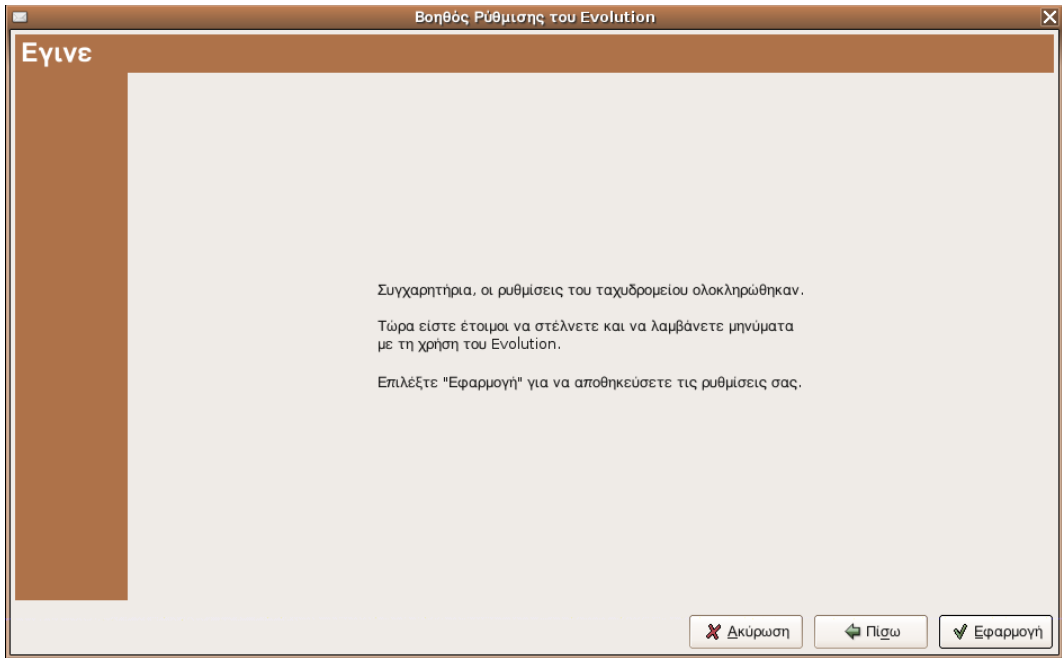 Βοηθός Ρύθμισης του Evolution
Εγινε
Συγχαρητήρια, οι ρυθμίσεις του ταχυδρομείου ολοκληρώθηκαν.
Τώρα είστε έτοιμοι να στέλνετε και να λαμβάνετε μηνύματα
με τη χρήση του Evolution.
Επιλέξτε "Εφαρμογή" για να αποθηκεύσετε τις ρυθμίσεις σας.
Ακύρωση Πίσω Εφαρμογή